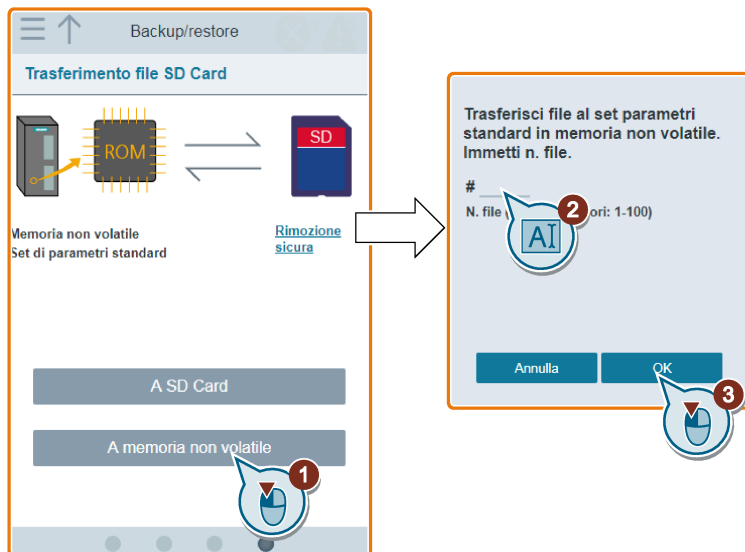 Backup/restore
Trasferimento file SD Card
ROM
SD
Memoria non volatile
Set di parametri standard
Rimozione
sicura
A SD Card
A memoria non volatile
1
Trasferisci file al set parametri
standard in memoria non volatile.
Immetti n. file.
#
2
N. file ( ori: 1-100)
A
Annulla
OK
3